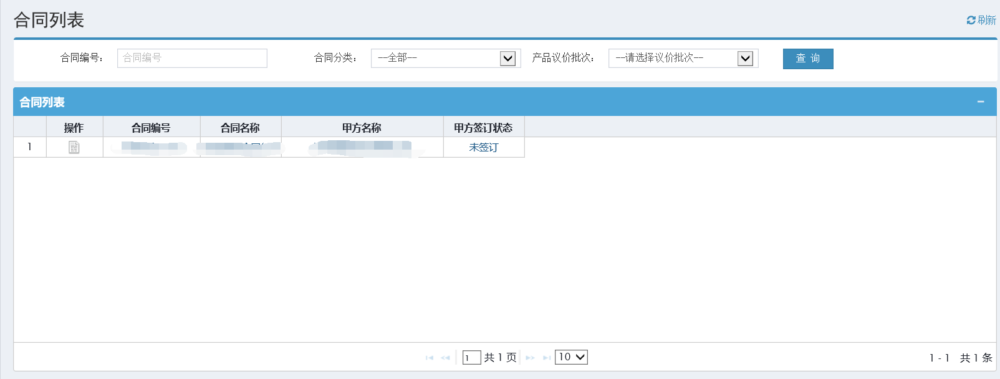 合同列表
刷新
合同编号： 合同编号 合同分类： --全部-- 产品议价批次： --请选择议价批次-- 查 询
合同列表
操作 合同编号 合同名称 甲方名称 甲方签订状态
1 未签订
1 共 1 页 10 1 - 1 共 1 条